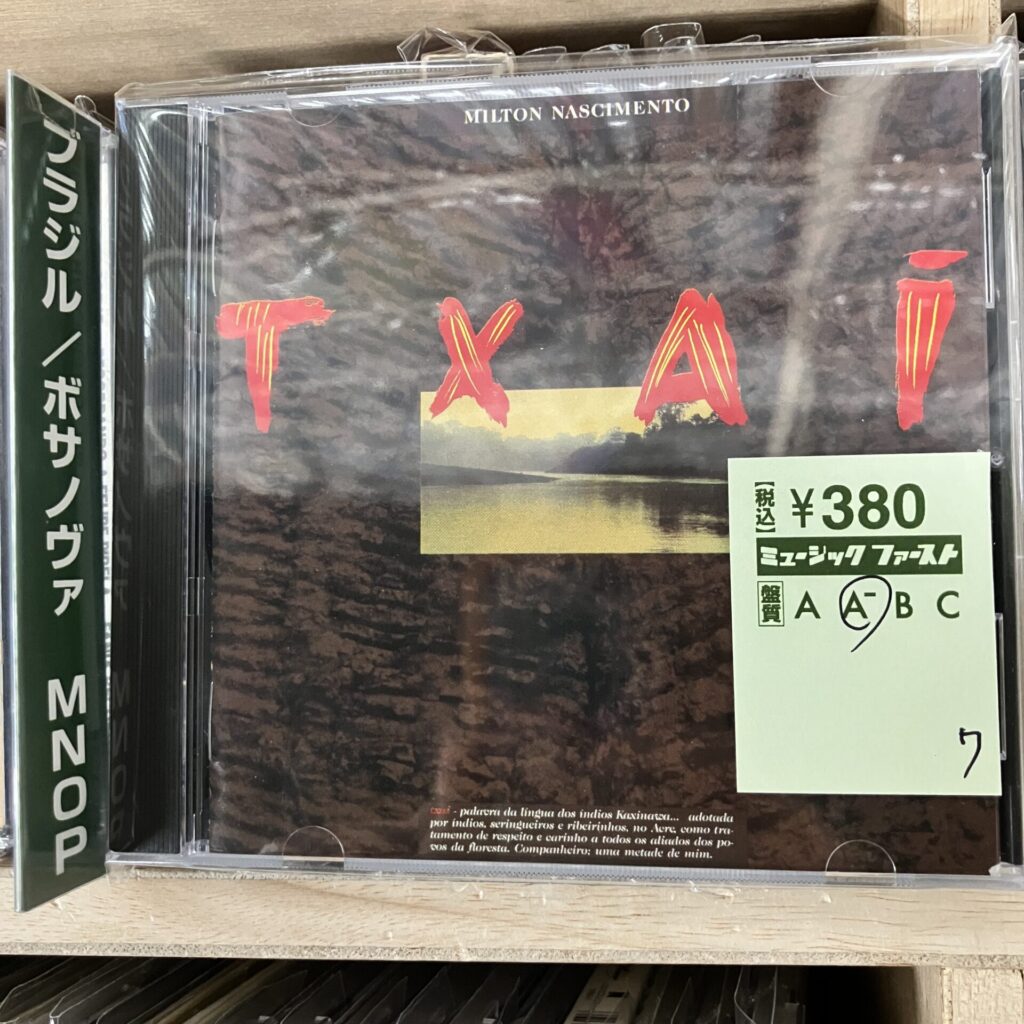 ブラジル／ボサノヴァ MNOP
MILTON NASCIMENTO
TXAI
【税込】 ¥380
ミュージック ファースト
盤質 A A- B C
ワ
txai - palavra da língua dos índios Kaxinawa... adotada
por índios, seringueiros e ribeirinhos, no Acre, como tra-
tamento de respeito e carinho a todos os aliados dos po-
vos da floresta. Companheiro: uma metade de mim.